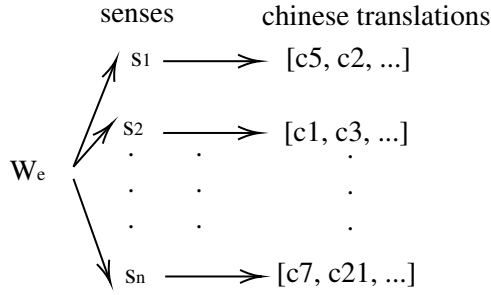 senses chinese translations
s1 [c5, c2, ...]
s2 [c1, c3, ...]
. . .
We
. . .
. . .
sn [c7, c21, ...]